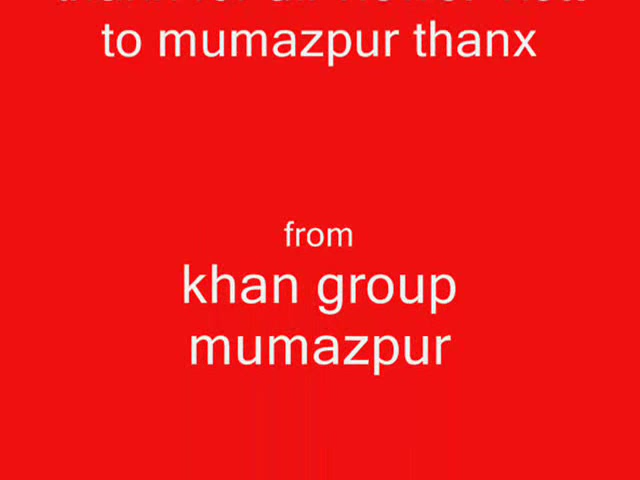 to mumazpur thanx
from
khan group
mumazpur